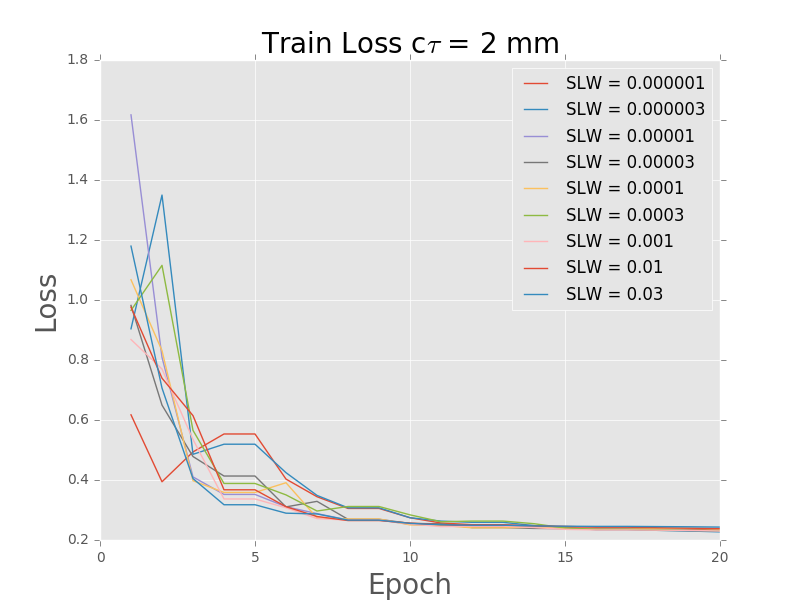 Train Loss cτ = 2 mm
1.8
1.6
1.4
1.2
1.0
0.8
0.6
0.4
0.2
Loss
SLW = 0.000001
SLW = 0.000003
SLW = 0.00001
SLW = 0.00003
SLW = 0.0001
SLW = 0.0003
SLW = 0.001
SLW = 0.01
SLW = 0.03
0 5 10 15 20
Epoch